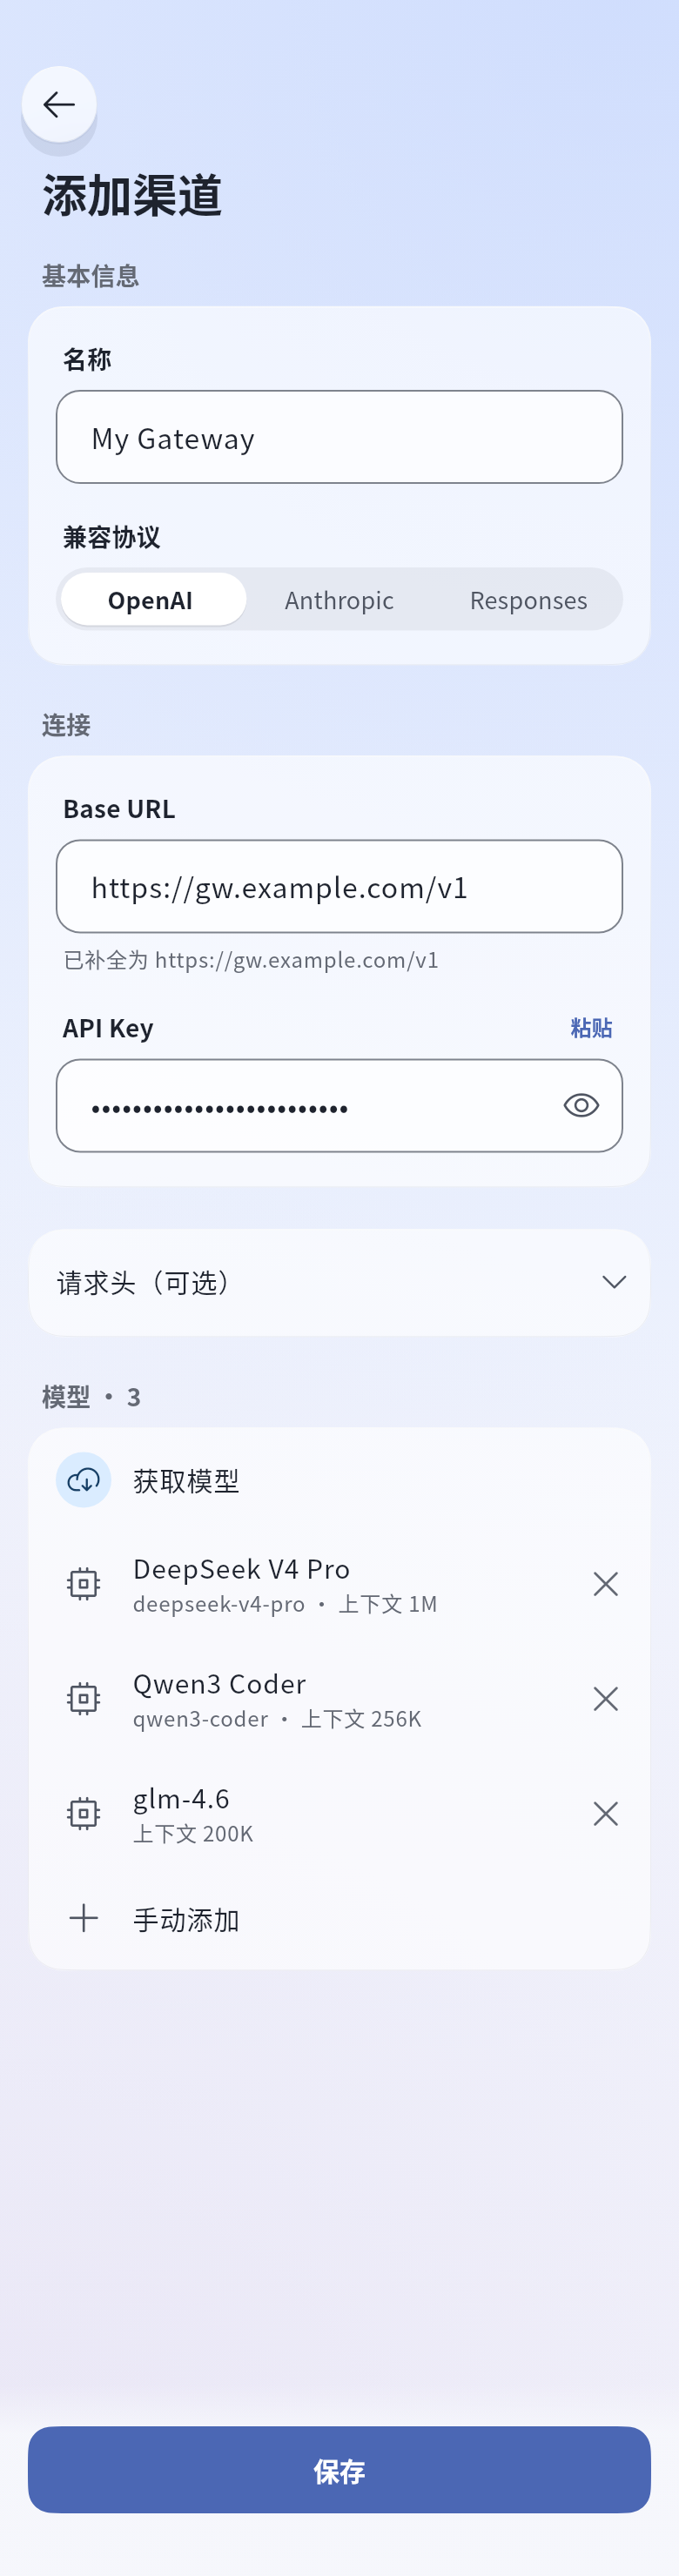 添加渠道
基本信息
名称
My Gateway
兼容协议
OpenAI Anthropic Responses
连接
Base URL
https://gw.example.com/v1
已补全为 https://gw.example.com/v1
API Key 粘贴
•••••••••••••••••••••••••
请求头（可选）
模型 · 3
获取模型
DeepSeek V4 Pro
deepseek-v4-pro · 上下文 1M
Qwen3 Coder
qwen3-coder · 上下文 256K
glm-4.6
上下文 200K
手动添加
保存